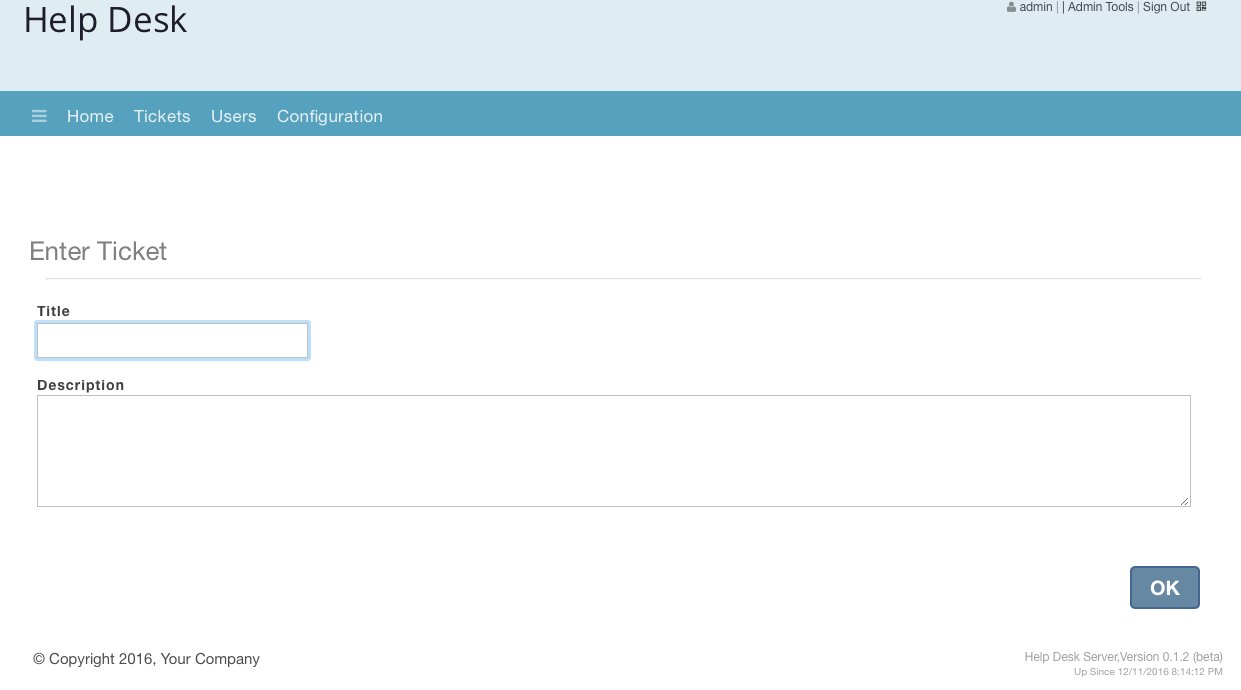 Help Desk
admin | | Admin Tools | Sign Out
Home Tickets Users Configuration
Enter Ticket
Title
Description
OK
© Copyright 2016, Your Company
Help Desk Server,Version 0.1.2 (beta)
Up Since 12/11/2016 8:14:12 PM